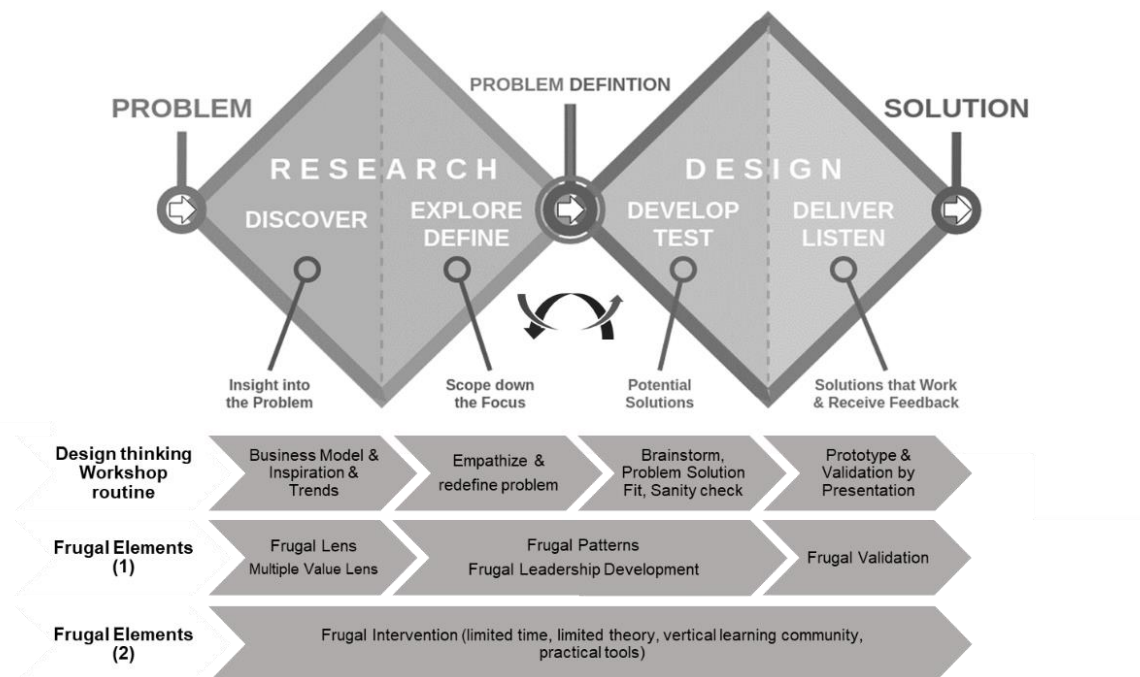 PROBLEM
PROBLEM DEFINTION
SOLUTION
RESEARCH
DESIGN
DISCOVER
EXPLORE
DEFINE
DEVELOP
TEST
DELIVER
LISTEN
Insight into
the Problem
Scope down
the Focus
Potential
Solutions
Solutions that Work
& Receive Feedback
Design thinking
Workshop
routine
Business Model &
Inspiration &
Trends
Empathize &
redefine problem
Brainstorm,
Problem Solution
Fit, Sanity check
Prototype &
Validation by
Presentation
Frugal Elements
(1)
Frugal Lens
Multiple Value Lens
Frugal Patterns
Frugal Leadership Development
Frugal Validation
Frugal Elements
(2)
Frugal Intervention (limited time, limited theory, vertical learning community,
practical tools)